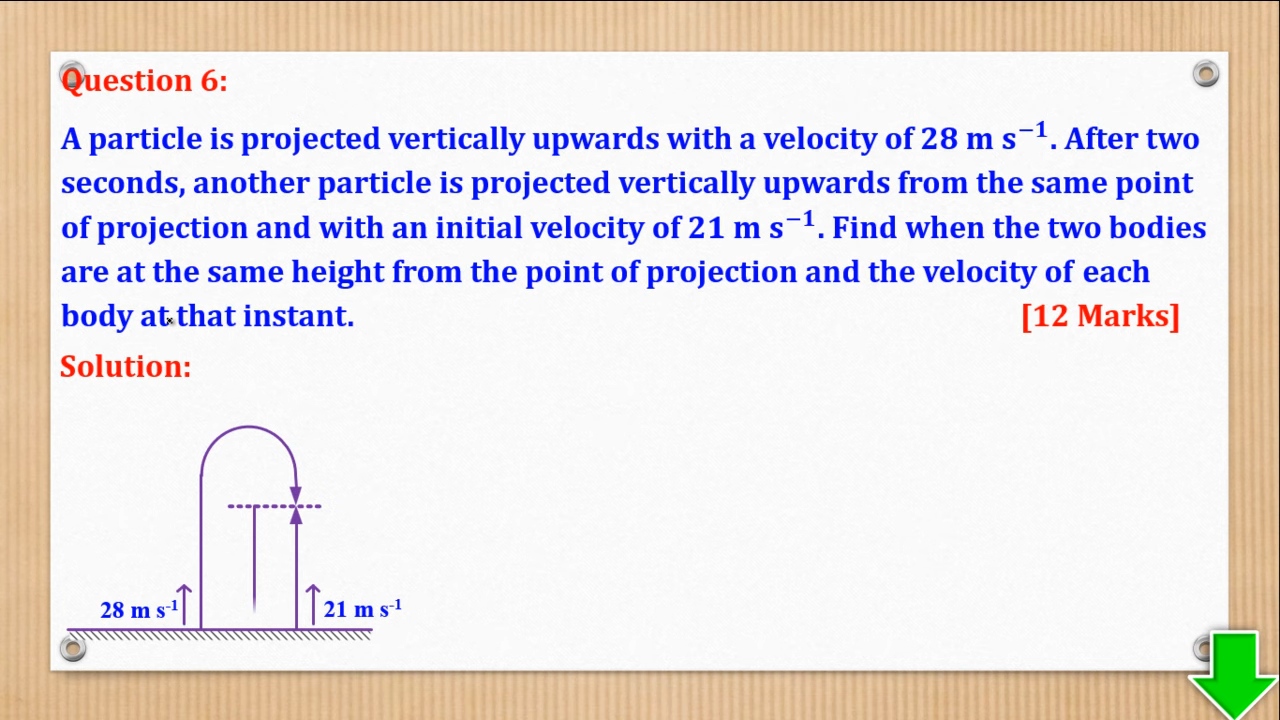 Question 6:
A particle is projected vertically upwards with a velocity of 28 m s⁻¹. After two
seconds, another particle is projected vertically upwards from the same point
of projection and with an initial velocity of 21 m s⁻¹. Find when the two bodies
are at the same height from the point of projection and the velocity of each
body at that instant. [12 Marks]
Solution:
28 m s⁻¹ 21 m s⁻¹